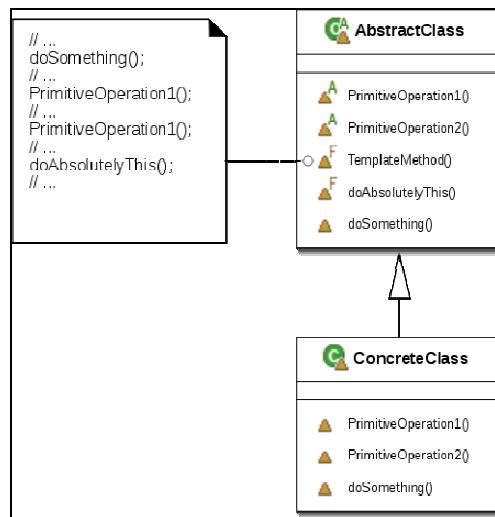 // ...
doSomething();
// ...
PrimitiveOperation1();
// ...
PrimitiveOperation1();
// ...
doAbsolutelyThis();
// ...
C A AbstractClass
A PrimitiveOperation1()
A PrimitiveOperation2()
F TemplateMethod()
F doAbsolutelyThis()
doSomething()
C ConcreteClass
PrimitiveOperation1()
PrimitiveOperation2()
doSomething()